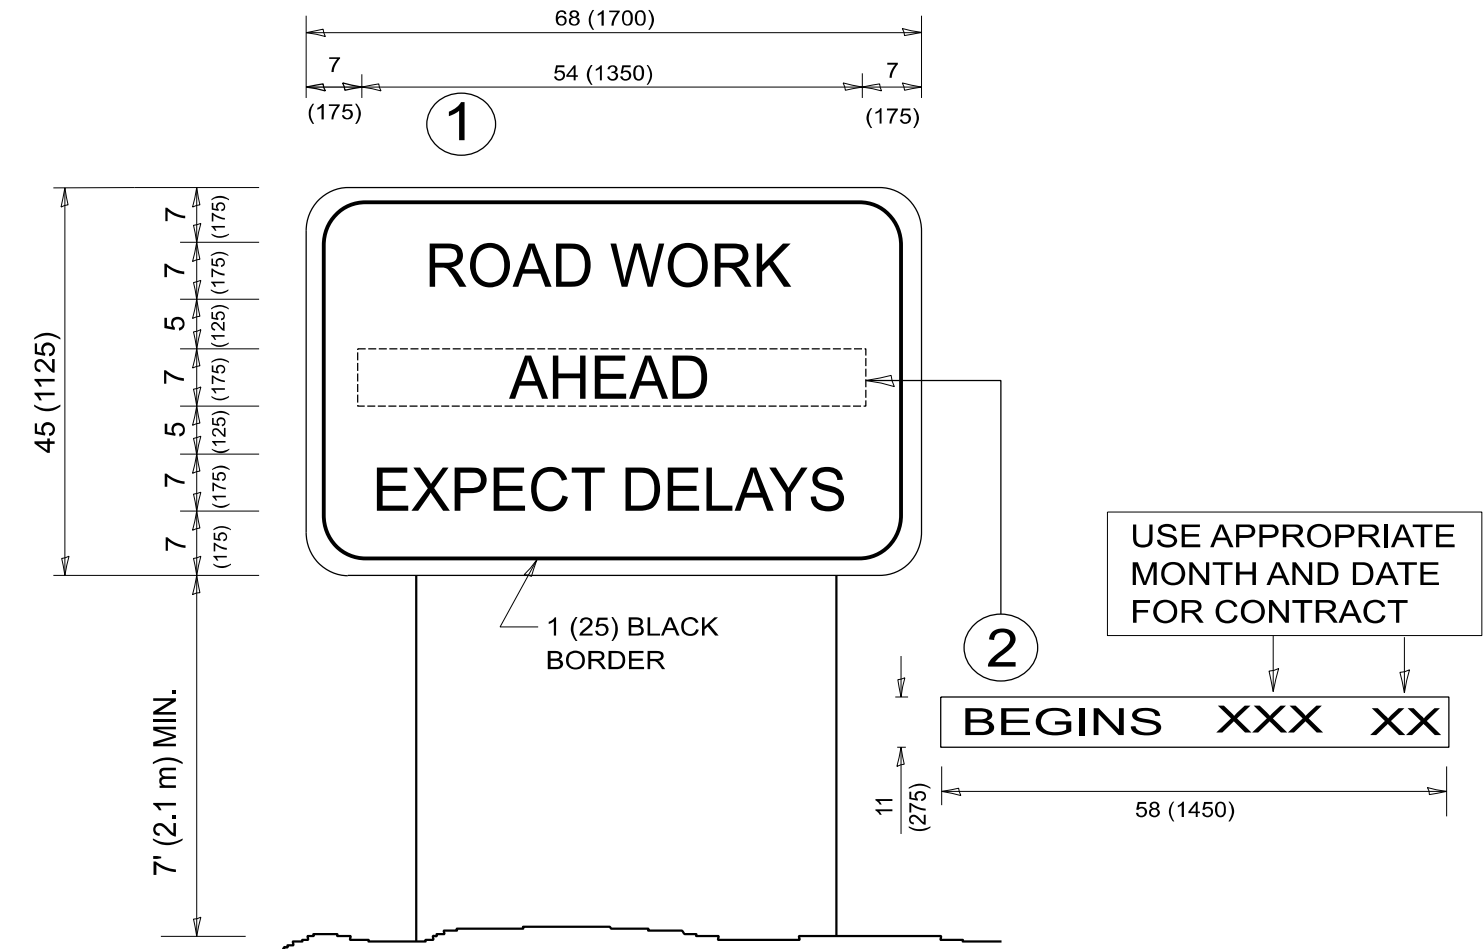 68 (1700)
7
54 (1350)
7
(175)
(175)
1
7
(175)
7
(175)
5
(125)
7
(175)
5
(125)
7
(175)
7
(175)
45 (1125)
ROAD WORK
AHEAD
EXPECT DELAYS
1 (25) BLACK
BORDER
7' (2.1 m) MIN.
2
USE APPROPRIATE
MONTH AND DATE
FOR CONTRACT
BEGINS XXX XX
11
(275)
58 (1450)